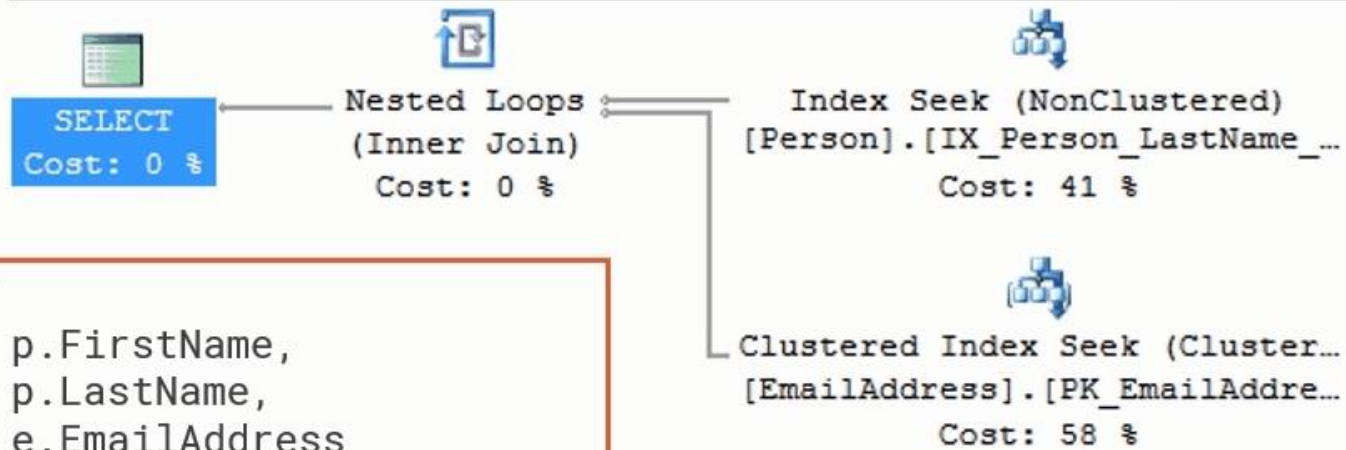 SELECT
Cost: 0 %
Nested Loops
(Inner Join)
Cost: 0 %
Index Seek (NonClustered)
[Person].[IX_Person_LastName_…
Cost: 41 %
Clustered Index Seek (Cluster…
[EmailAddress].[PK_EmailAddre…
Cost: 58 %
p.FirstName,
p.LastName,
e.EmailAddress